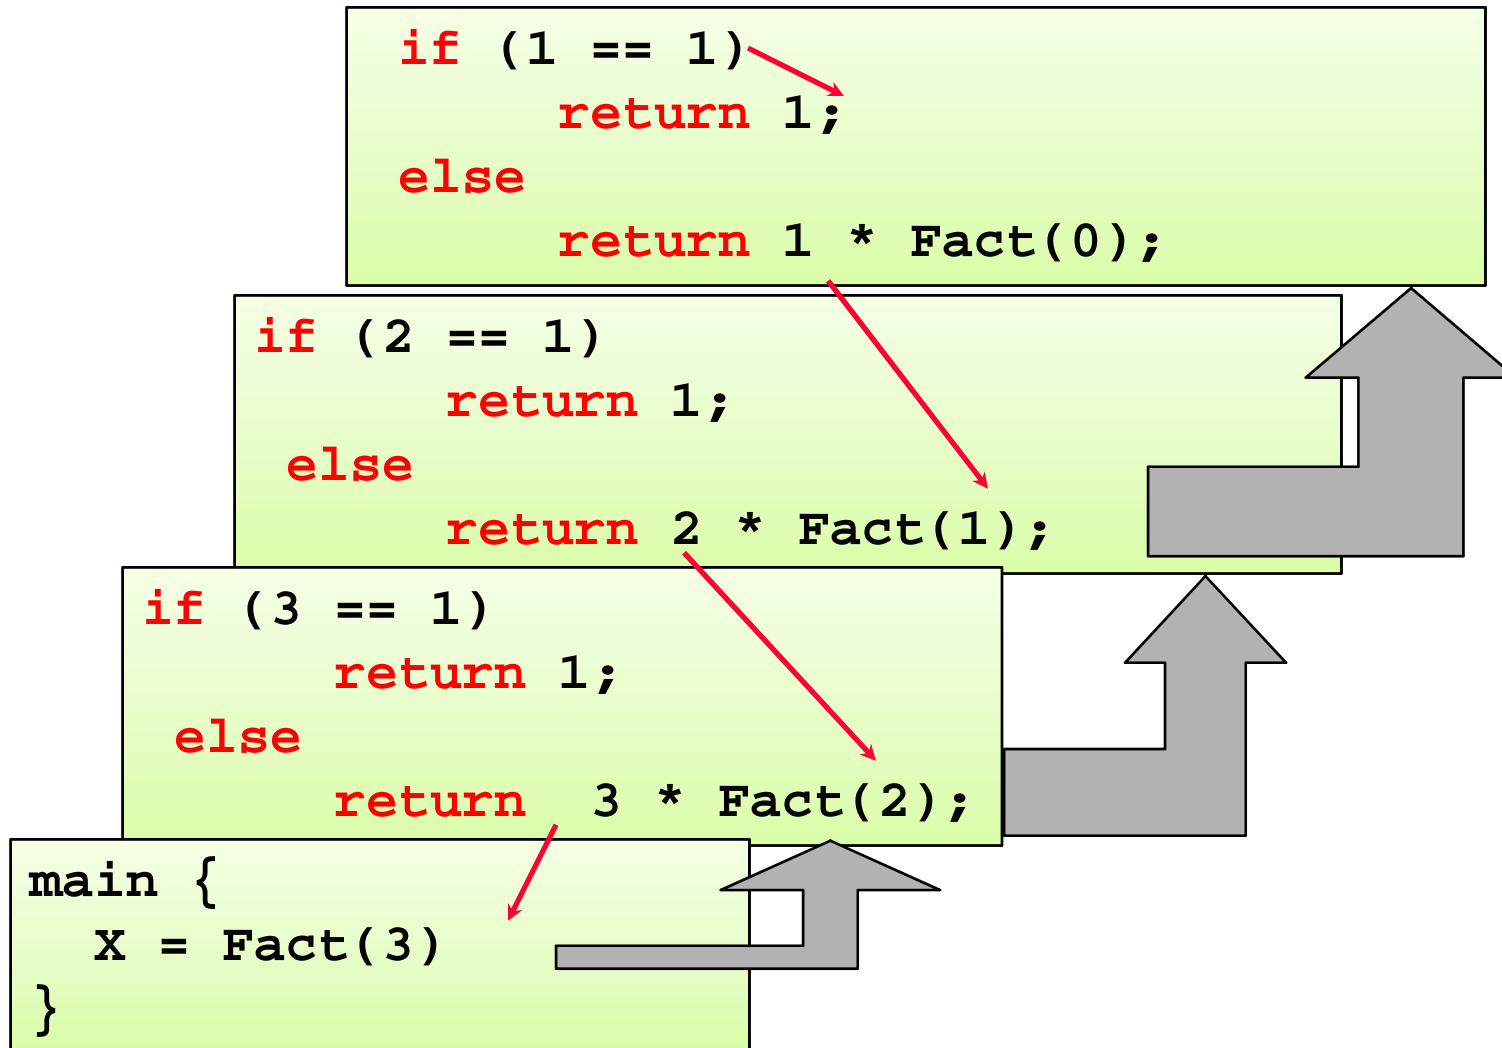 if (1 == 1)
return 1;
else
return 1 * Fact(0);
if (2 == 1)
return 1;
else
return 2 * Fact(1);
if (3 == 1)
return 1;
else
return 3 * Fact(2);
main {
X = Fact(3)
}